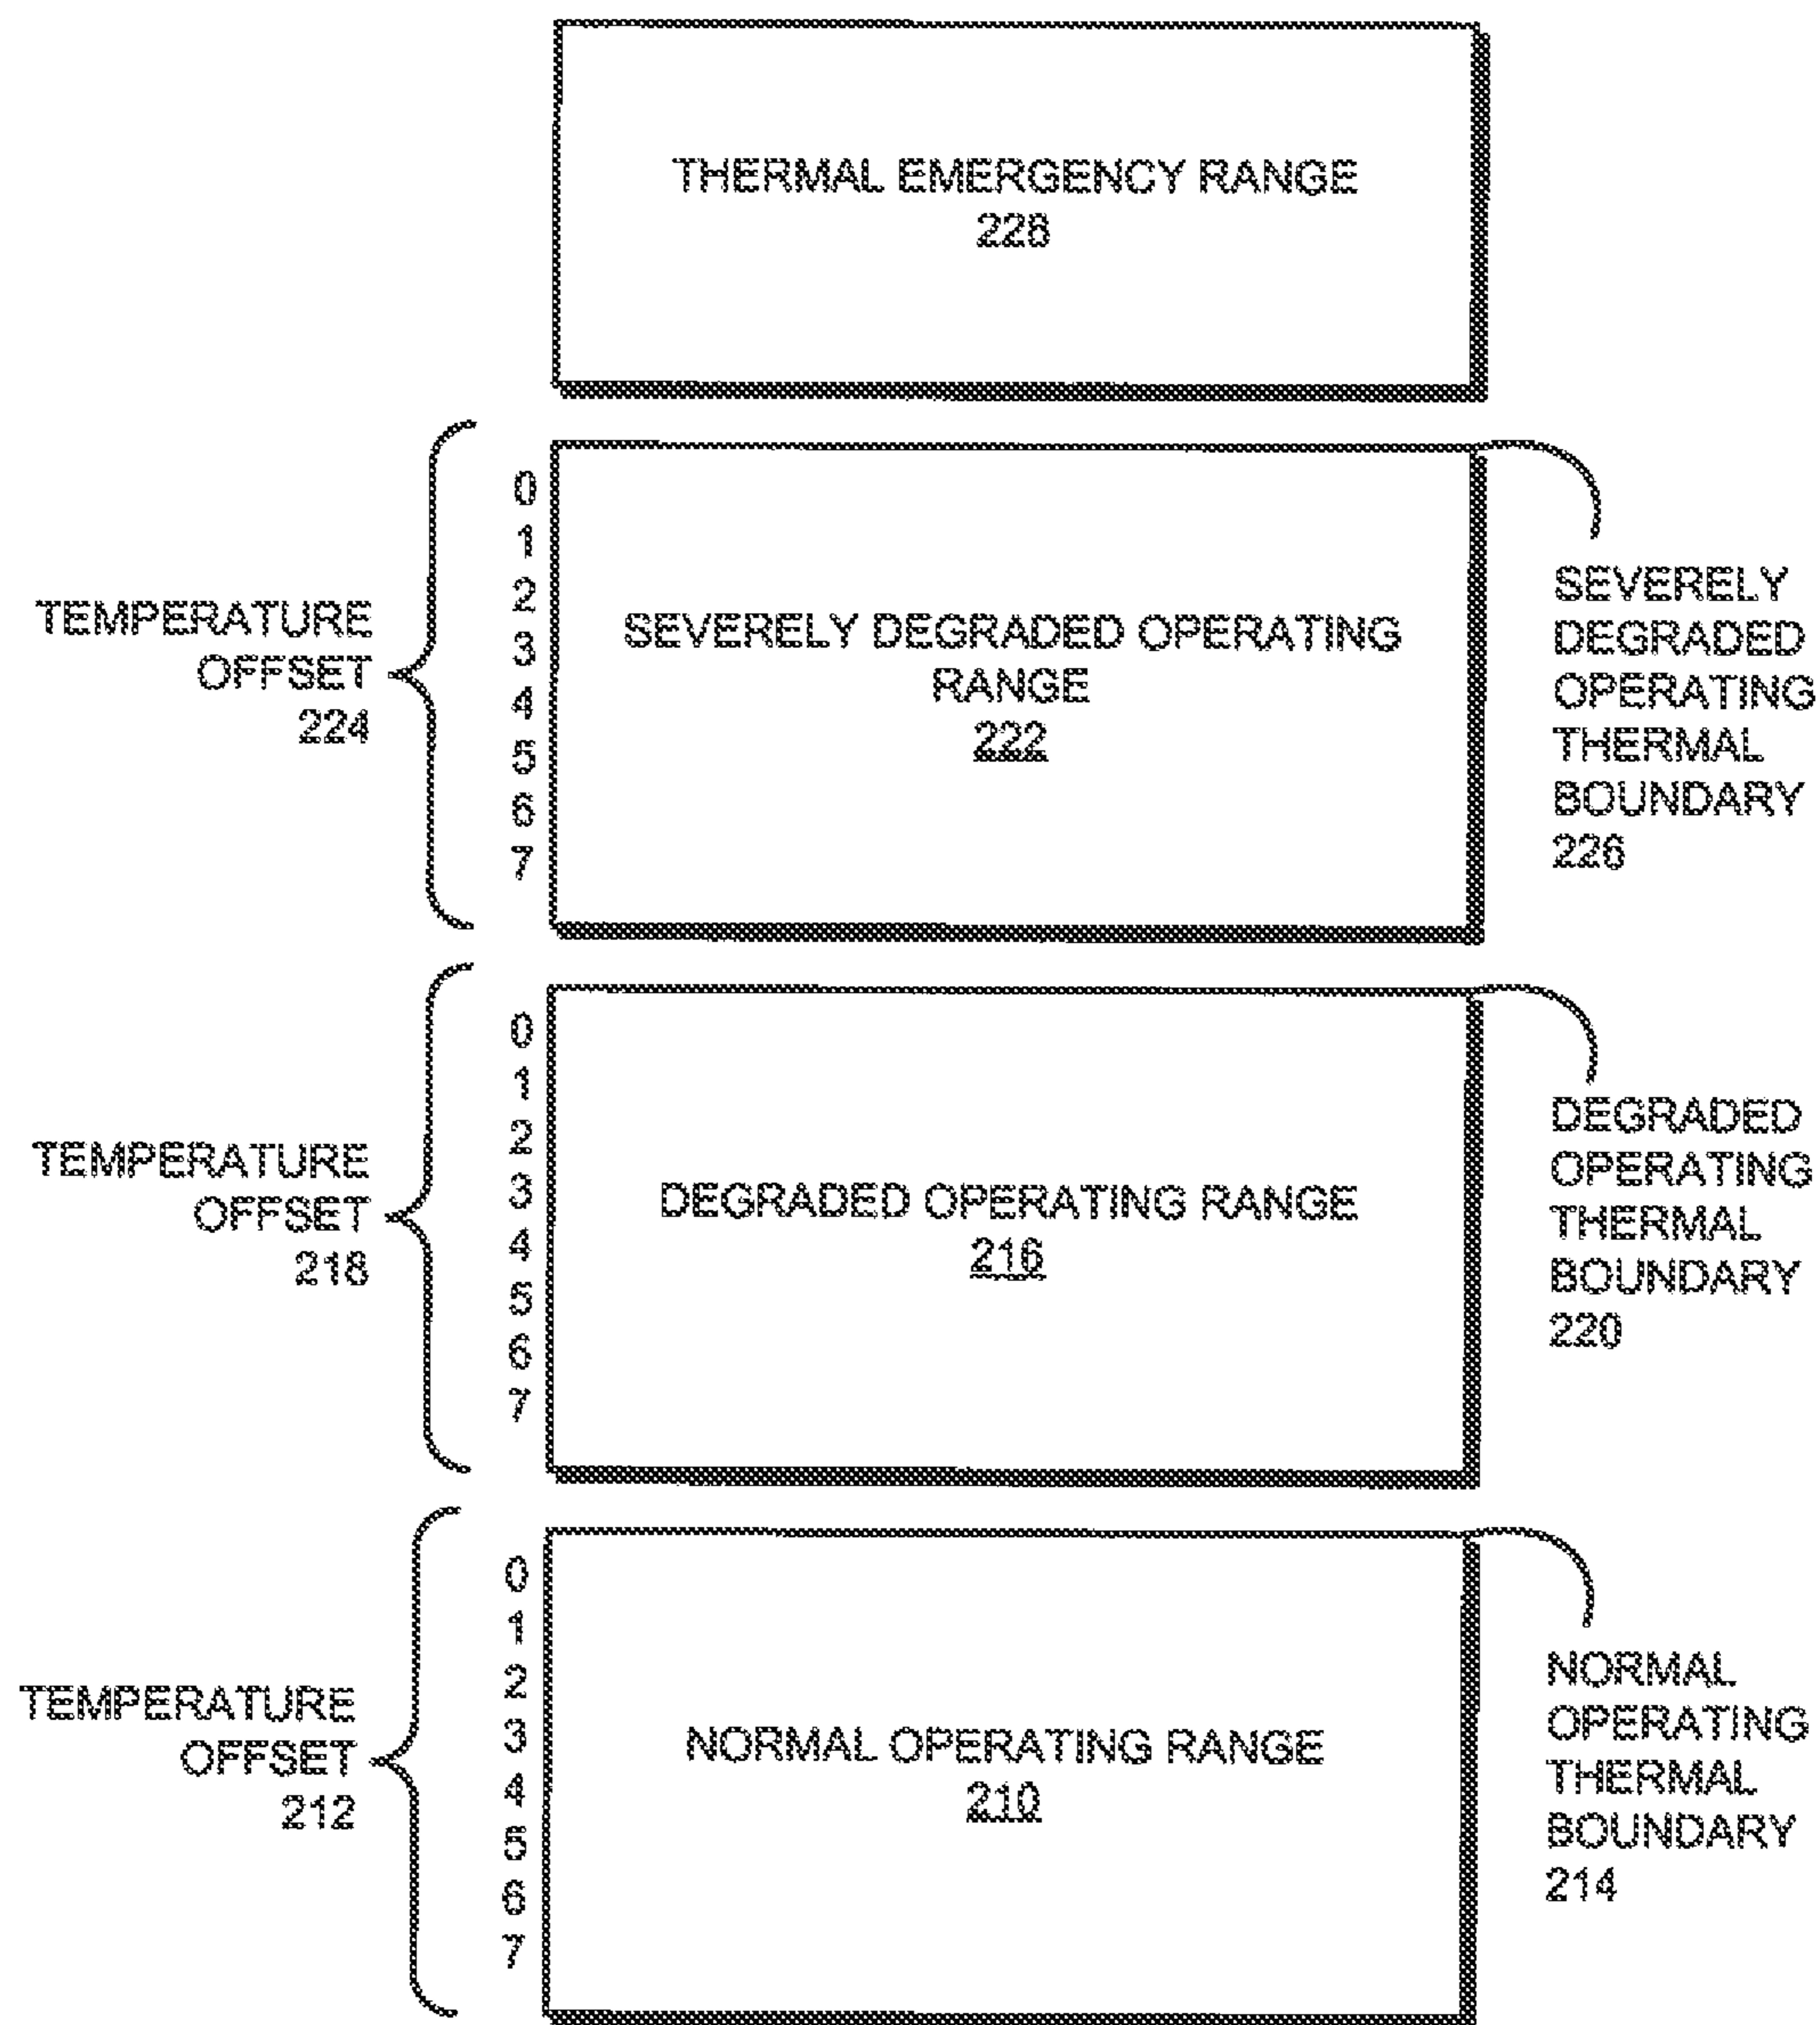 THERMAL EMERGENCY RANGE
228
TEMPERATURE
OFFSET
224
0
1
2
3
4
5
6
7
SEVERELY DEGRADED OPERATING
RANGE
222
SEVERELY
DEGRADED
OPERATING
THERMAL
BOUNDARY
226
TEMPERATURE
OFFSET
218
0
1
2
3
4
5
6
7
DEGRADED OPERATING RANGE
216
DEGRADED
OPERATING
THERMAL
BOUNDARY
220
TEMPERATURE
OFFSET
212
0
1
2
3
4
5
6
7
NORMAL OPERATING RANGE
210
NORMAL
OPERATING
THERMAL
BOUNDARY
214